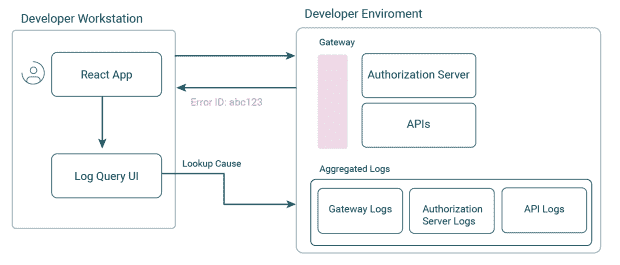 Developer Workstation
React App
Log Query UI
Error ID: abc123
Lookup Cause
Developer Enviroment
Gateway
Authorization Server
APIs
Aggregated Logs
Gateway Logs
Authorization
Server Logs
API Logs